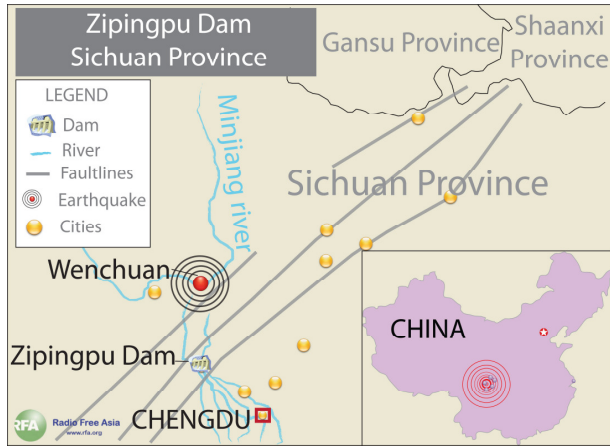 Zipingpu Dam
Sichuan Province
Gansu Province
Shaanxi
Province
LEGEND
Dam
River
Faultlines
Earthquake
Cities
Minjiang river
Sichuan Province
Wenchuan
Zipingpu Dam
CHENGDU
CHINA
RFA
Radio Free Asia
www.rfa.org